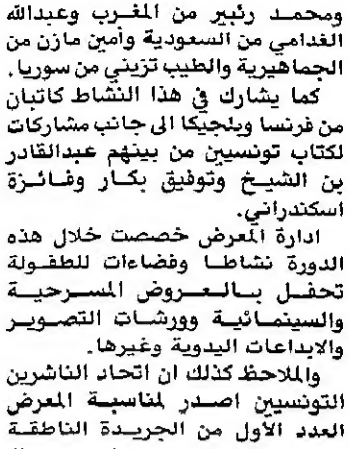 ومحمد رنيبر من المغرب وعبدالله
الغدامي من السعودية وأمين مازن من
الجماهيرية والطيب تزيني من سوريا.
كما يشارك في هذا النشاط كاتبان
من فرنسا وبلجيكا الى جانب مشاركات
لكتاب تونسيين من بينهم عبدالقادر
بن الشيخ وتوفيق بكار وفائزة
اسكندراني.
ادارة المعرض خصصت خلال هذه
الدورة نشاطا وفضاءات للطفولة
تحفل بالعروض المسرحية
والسينمائية وورشات التصوير
والابداعات اليدوية وغيرها.
والملاحظ كذلك ان اتحاد الناشرين
التونسيين اصدر لمناسبة المعرض
العدد الأول من الجريدة الناطقة